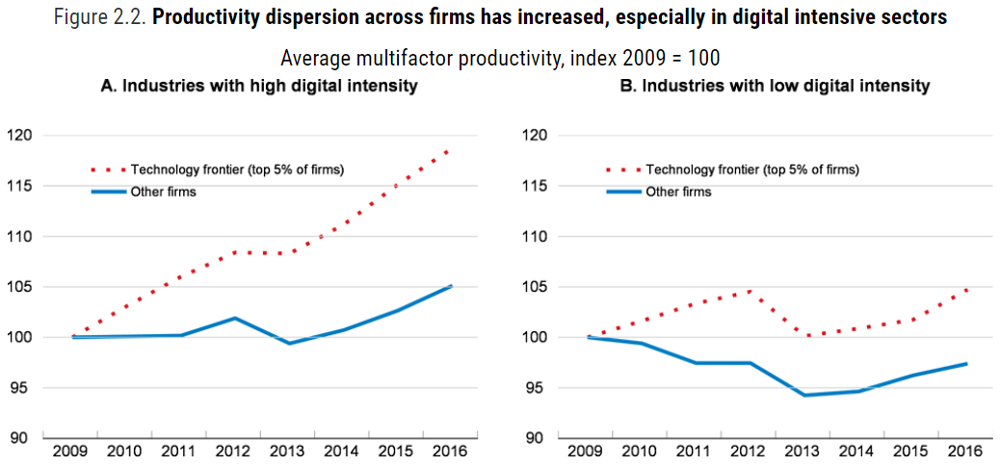 Figure 2.2. Productivity dispersion across firms has increased, especially in digital intensive sectors
Average multifactor productivity, index 2009 = 100
A. Industries with high digital intensity
120
115
110
105
100
95
90
Technology frontier (top 5% of firms)
Other firms
2009 2010 2011 2012 2013 2014 2015 2016
B. Industries with low digital intensity
120
115
110
105
100
95
90
Technology frontier (top 5% of firms)
Other firms
2009 2010 2011 2012 2013 2014 2015 2016